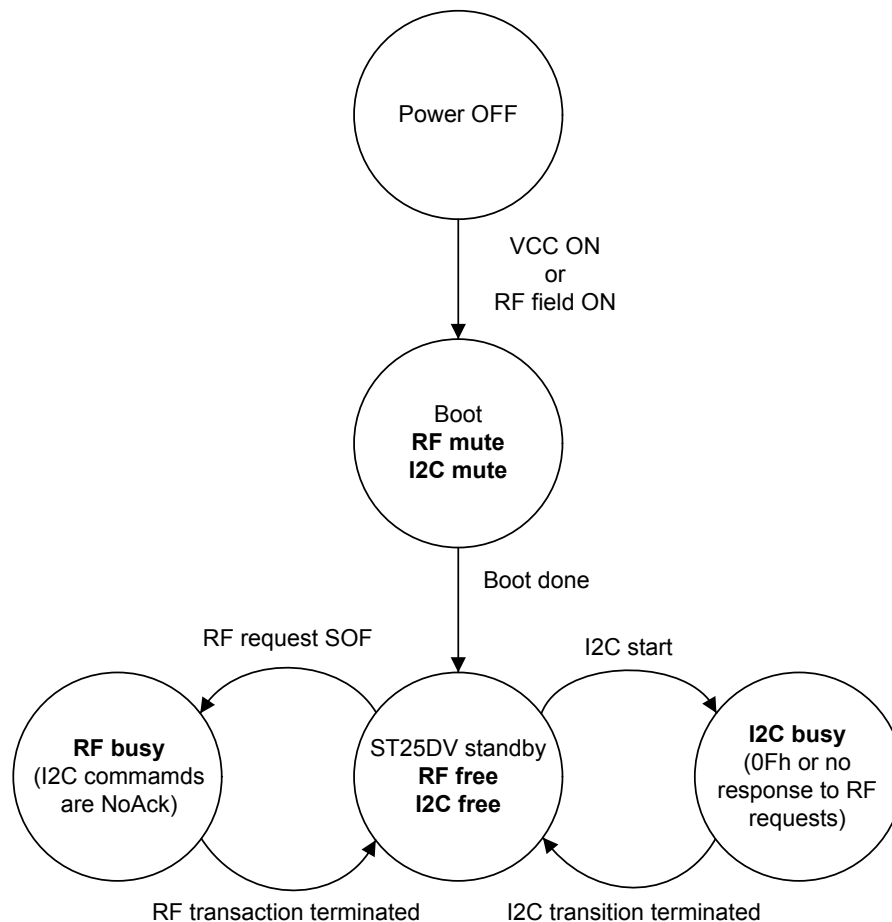 Power OFF
VCC ON
or
RF field ON
Boot
RF mute
I2C mute
Boot done
RF request SOF
I2C start
RF busy
(I2C commamds
are NoAck)
ST25DV standby
RF free
I2C free
I2C busy
(0Fh or no
response to RF
requests)
RF transaction terminated
I2C transition terminated